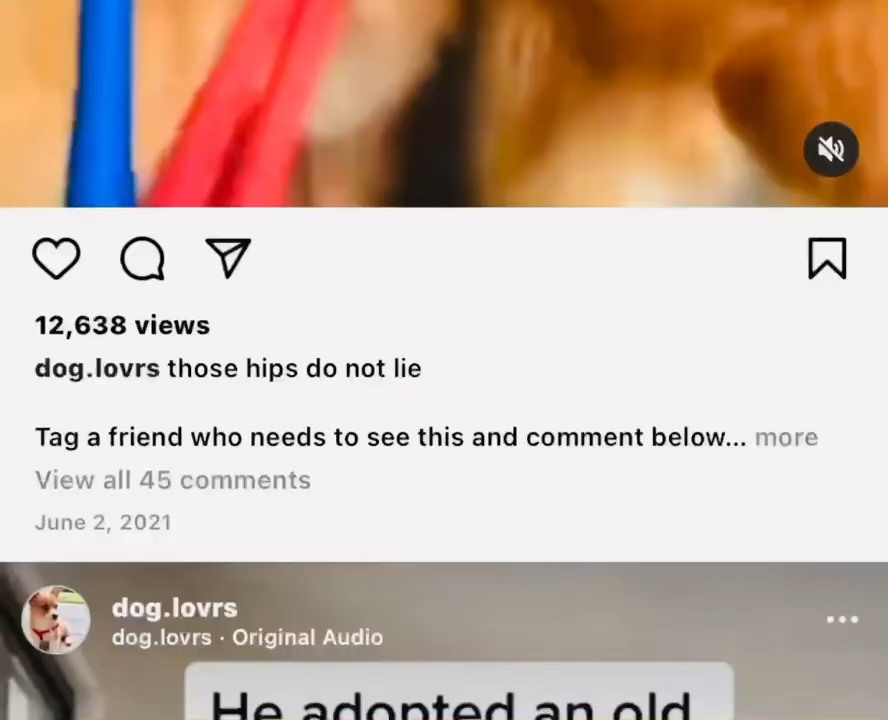 12,638 views
dog.lovrs those hips do not lie
Tag a friend who needs to see this and comment below... more
View all 45 comments
June 2, 2021
dog.lovrs
dog.lovrs · Original Audio
He adopted an old